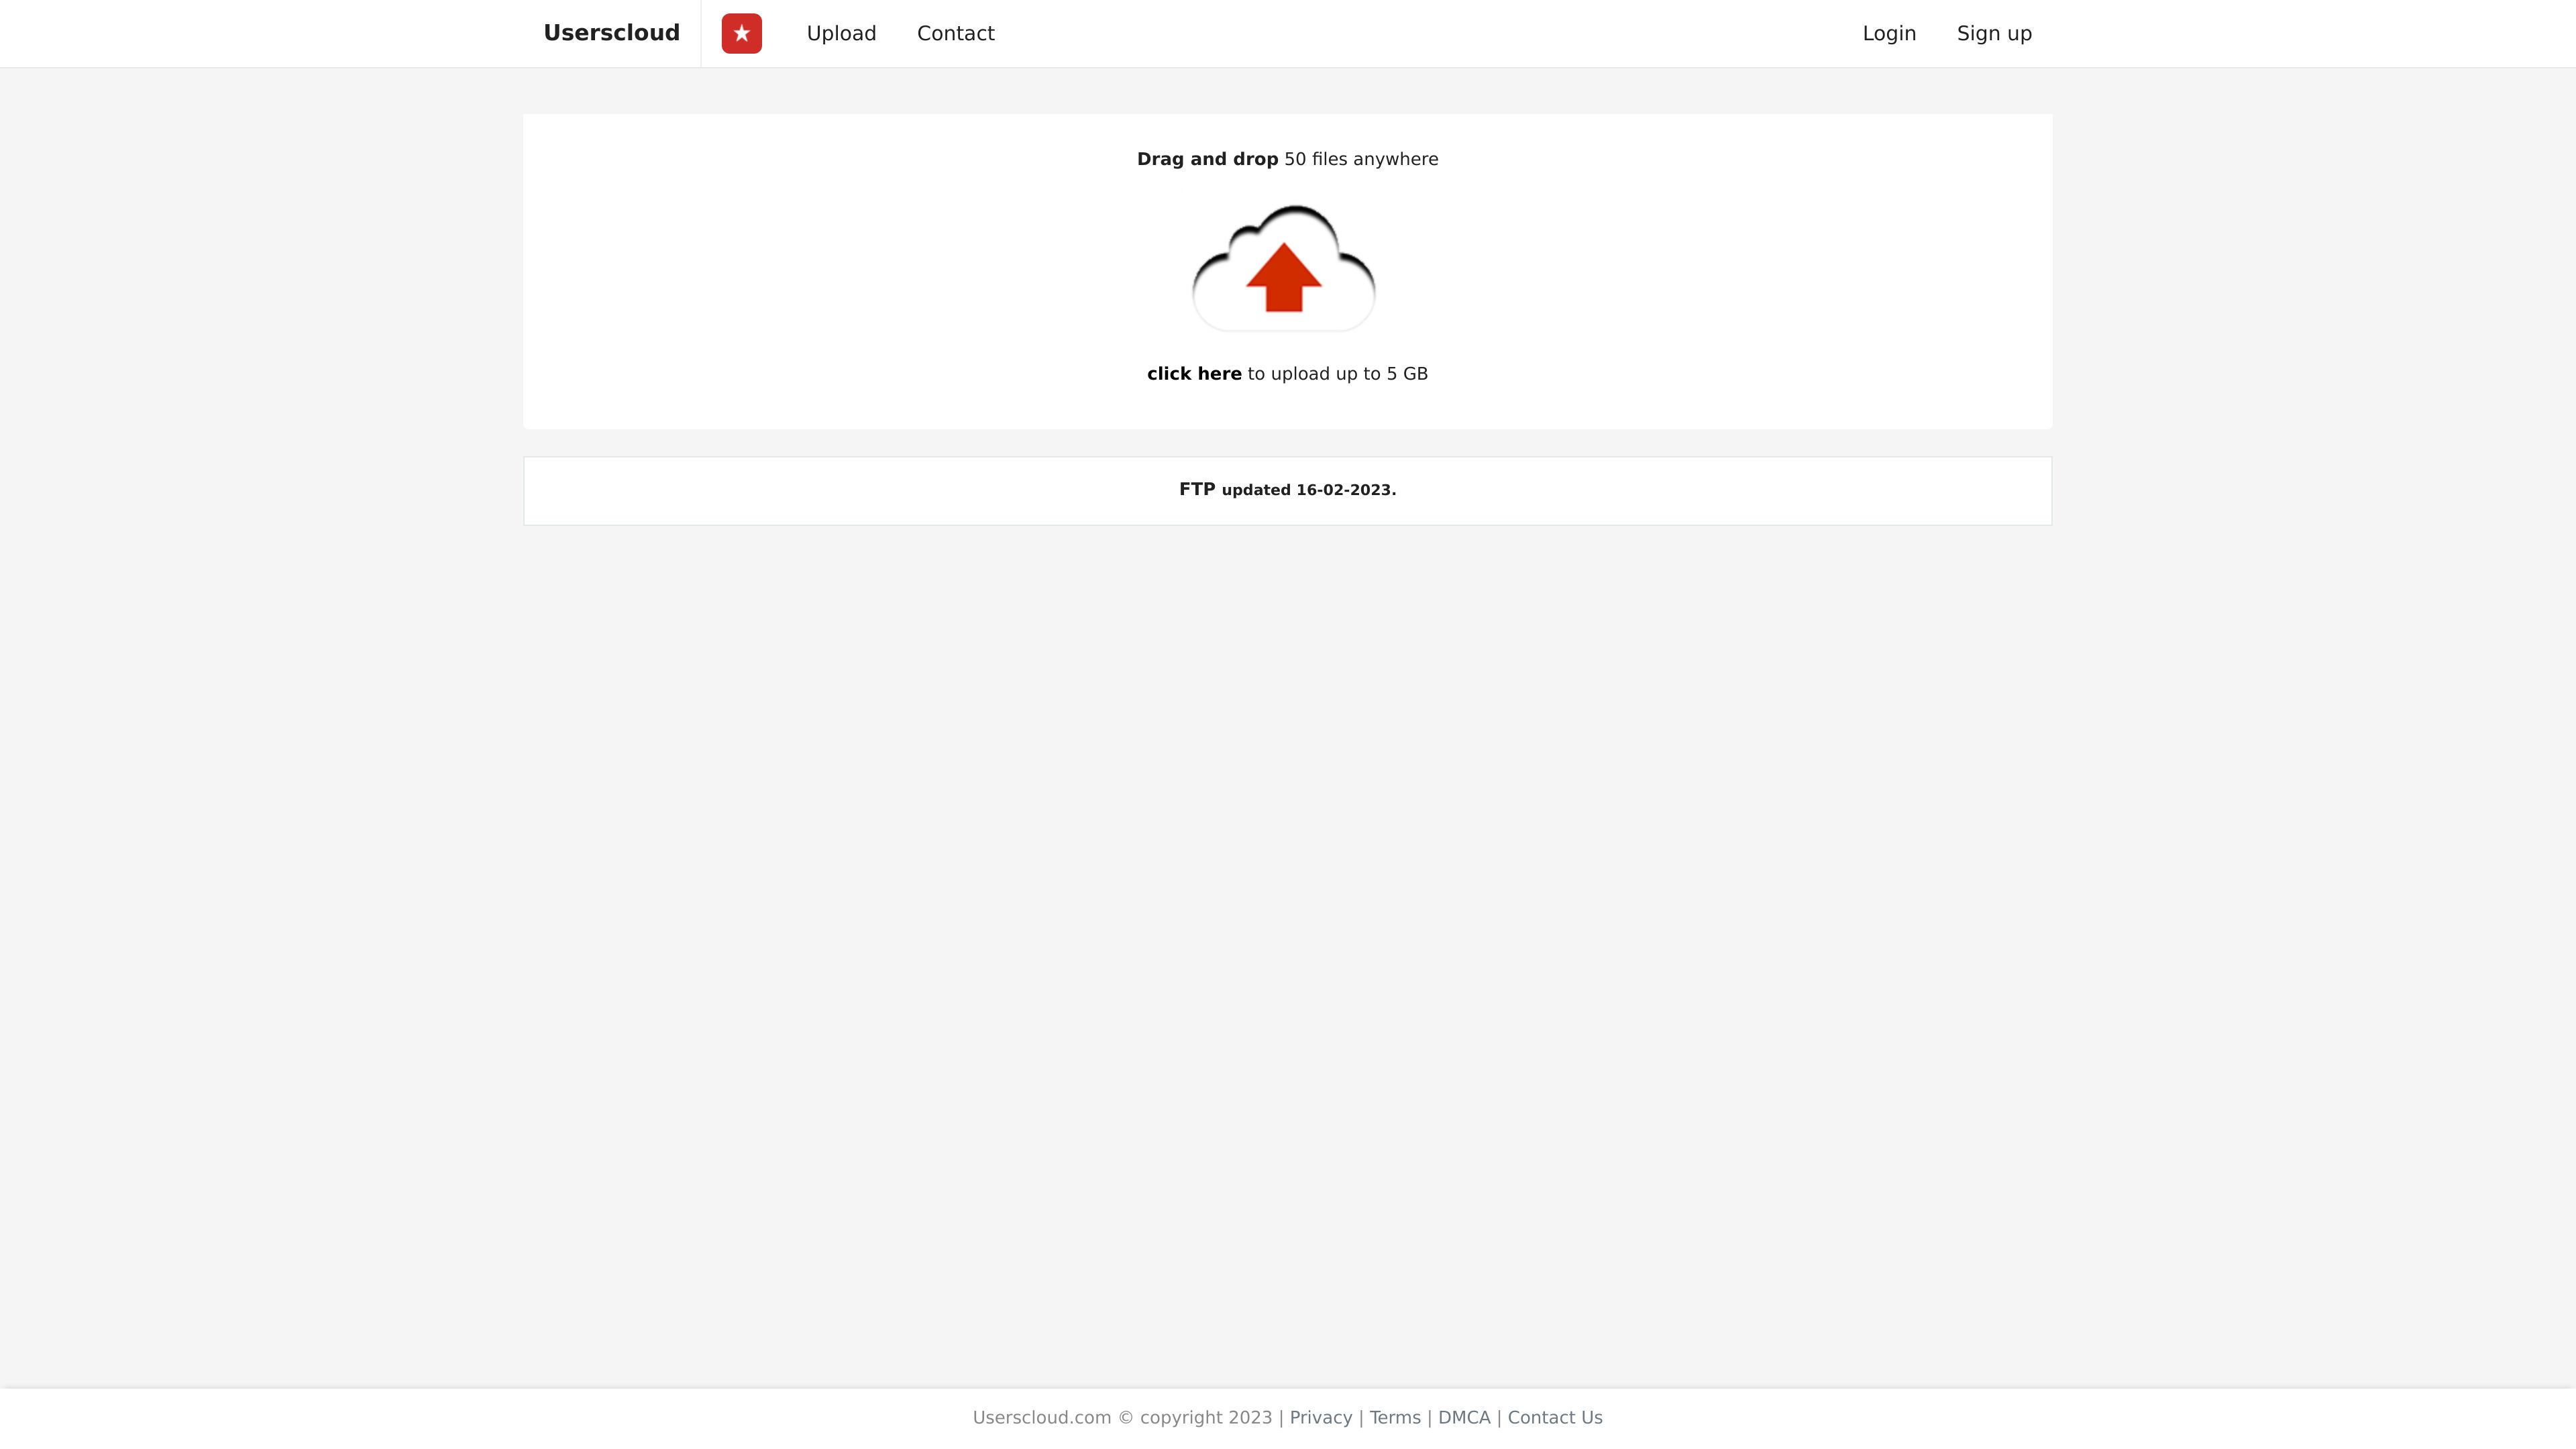 Userscloud
Upload
Contact
Login
Sign up
Drag and drop 50 files anywhere
click here to upload up to 5 GB
FTP updated 16-02-2023.
Userscloud.com © copyright 2023 | Privacy | Terms | DMCA | Contact Us